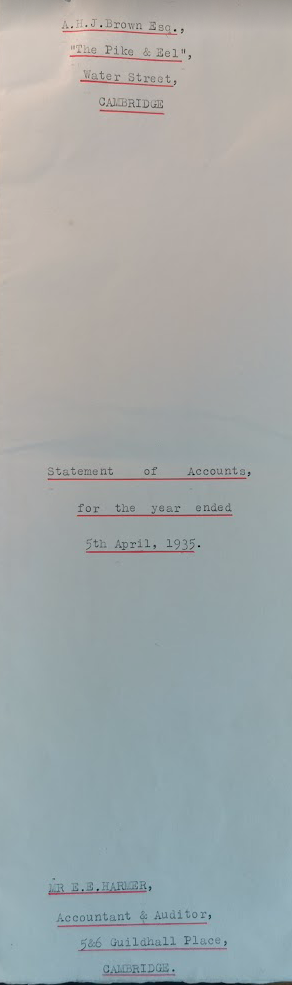 A.H.J.Brown Esq.,
"The Pike & Eel",
Water Street,
CAMBRIDGE
Statement of Accounts,
for the year ended
5th April, 1935.
MR E.E.HARMER,
Accountant & Auditor,
5&6 Guildhall Place,
CAMBRIDGE.